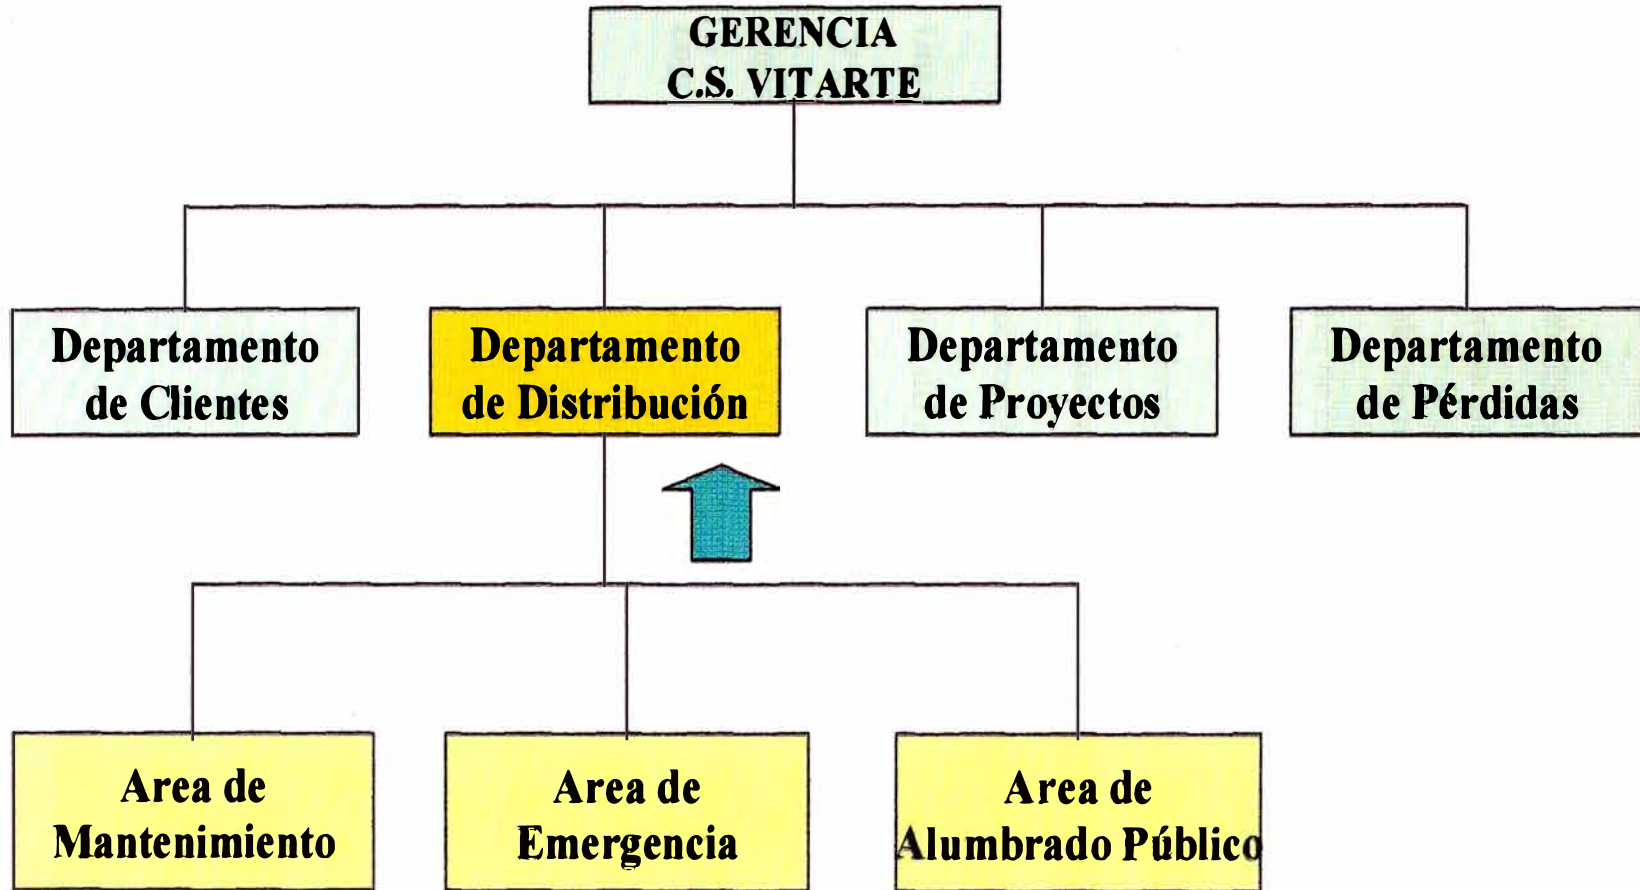 GERENCIA
C.S. VITARTE
Departamento
de Clientes
Departamento
de Distribución
Departamento
de Proyectos
Departamento
de Pérdidas
Area de
Mantenimiento
Area de
Emergencia
Area de
Alumbrado Público